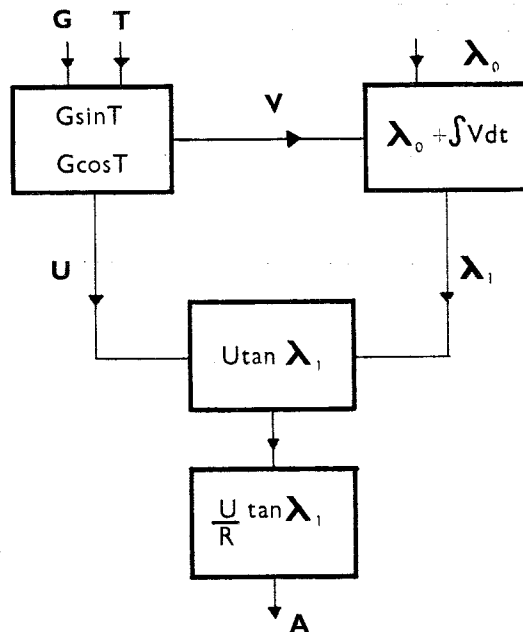 G T
λ₀
GsinT
GcosT
V
λ₀ + ∫Vdt
U
λ₁
Utan λ₁
U/R tan λ₁
A